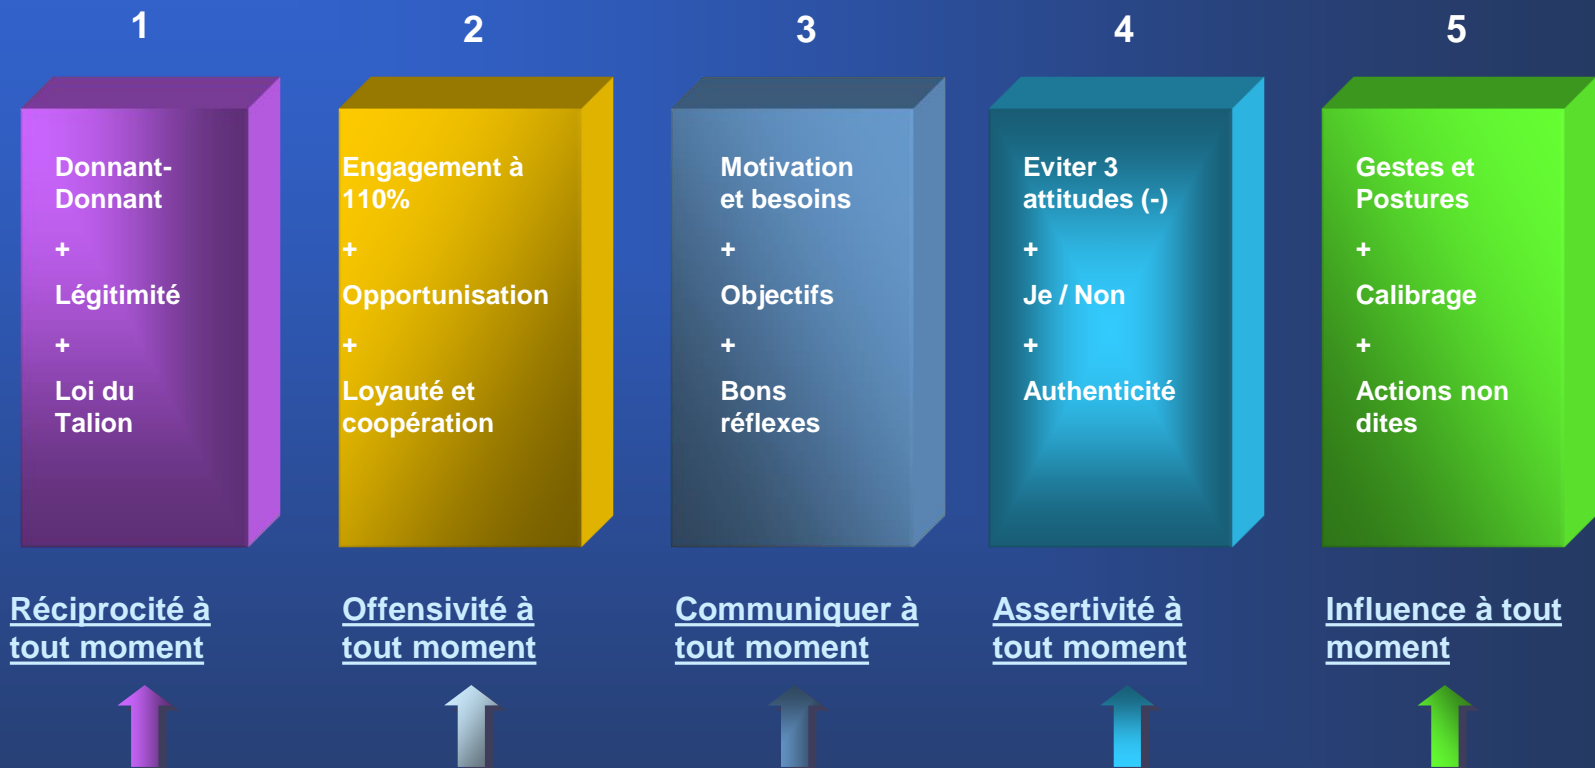 1
2
3
4
5
Donnant-
Donnant
+
Légitimité
+
Loi du
Talion
Engagement à
110%
+
Opportunisation
+
Loyauté et
coopération
Motivation
et besoins
+
Objectifs
+
Bons
réflexes
Eviter 3
attitudes (-)
+
Je / Non
+
Authenticité
Gestes et
Postures
+
Calibrage
+
Actions non
dites
Réciprocité à
tout moment
Offensivité à
tout moment
Communiquer à
tout moment
Assertivité à
tout moment
Influence à tout
moment